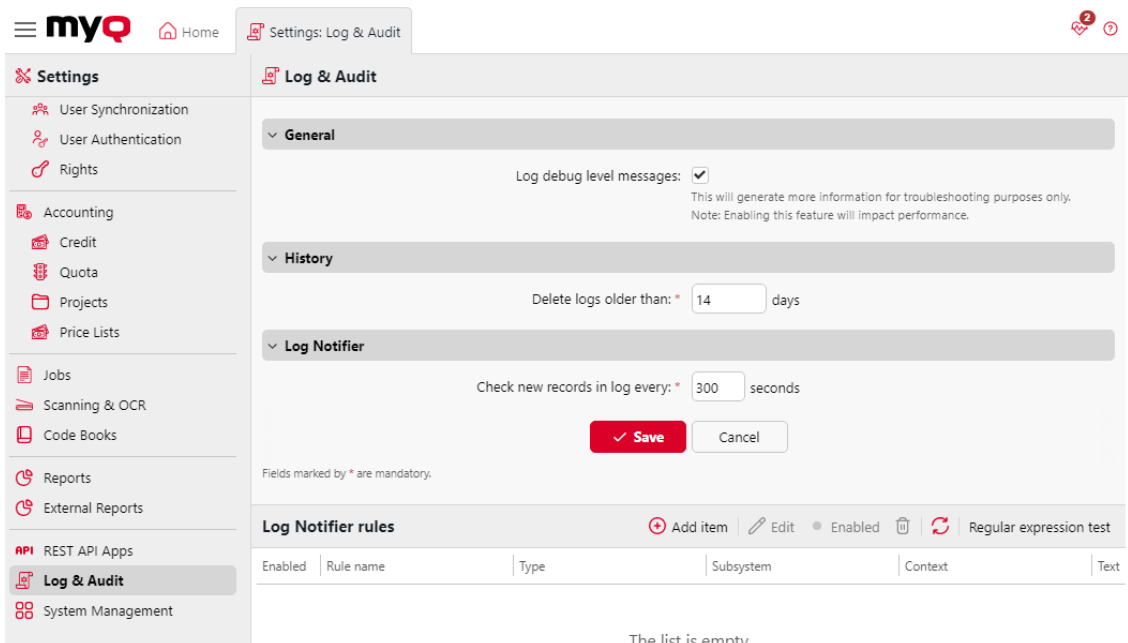 myQ
Home
Settings: Log & Audit
2
Settings
User Synchronization
User Authentication
Rights
Accounting
Credit
Quota
Projects
Price Lists
Jobs
Scanning & OCR
Code Books
Reports
External Reports
API REST API Apps
Log & Audit
System Management
Log & Audit
General
Log debug level messages:
This will generate more information for troubleshooting purposes only.
Note: Enabling this feature will impact performance.
History
Delete logs older than: * 14 days
Log Notifier
Check new records in log every: * 300 seconds
Save Cancel
Fields marked by * are mandatory.
Log Notifier rules Add item Edit Enabled Regular expression test
Enabled Rule name Type Subsystem Context Text
The list is empty